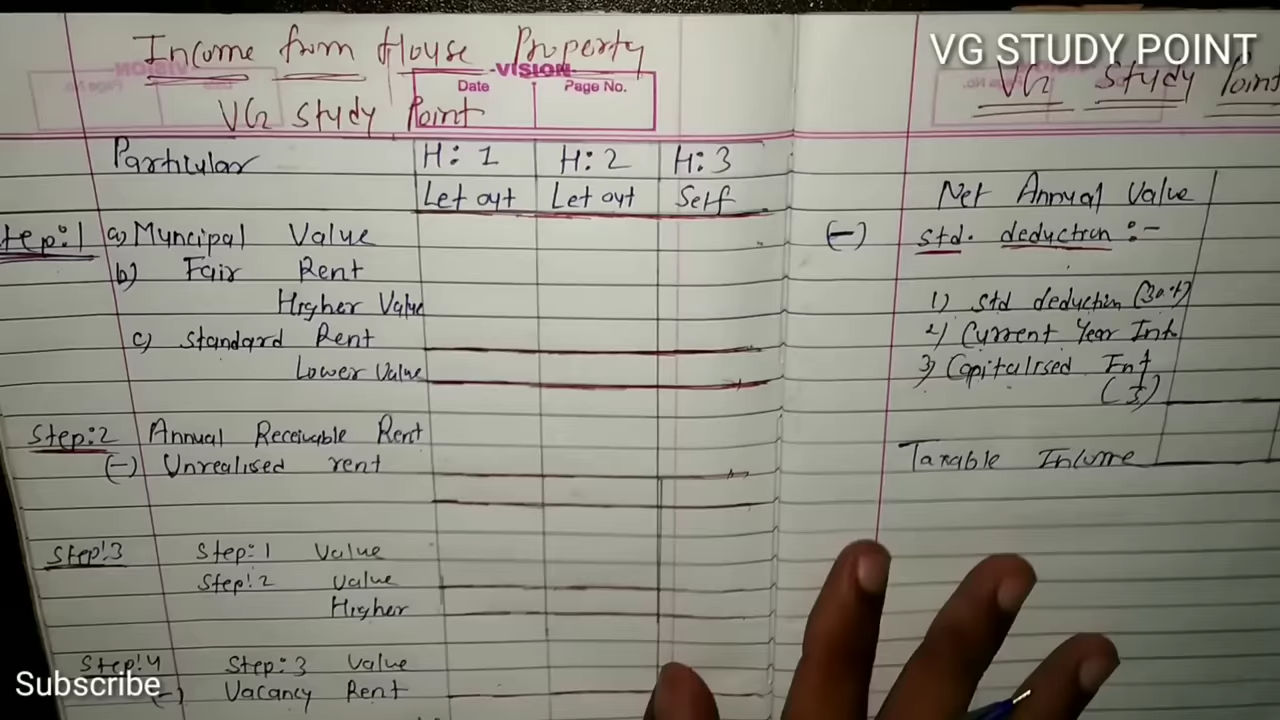 Income from House Property
VISION
Date
Page No.
VG Study Point
Particular H: 1 H: 2 H: 3
Let out Let out Self
Step:1 a) Muncipal Value
b) Fair Rent
Higher Value
c) Standard Rent
Lower Value
Step:2 Annual Receivable Rent
(-) Unrealised rent
Step:3 Step:1 Value
Step:2 Value
Higher
Step:4 Step:3 Value
(-) Vacancy Rent
VG STUDY POINT
VG Study Point
Net Annual Value
(-) Std. deduction :-
1) Std deduction (30%)
2) Current Year Int.
3) Capitalised Int
Taxable Income
Subscribe